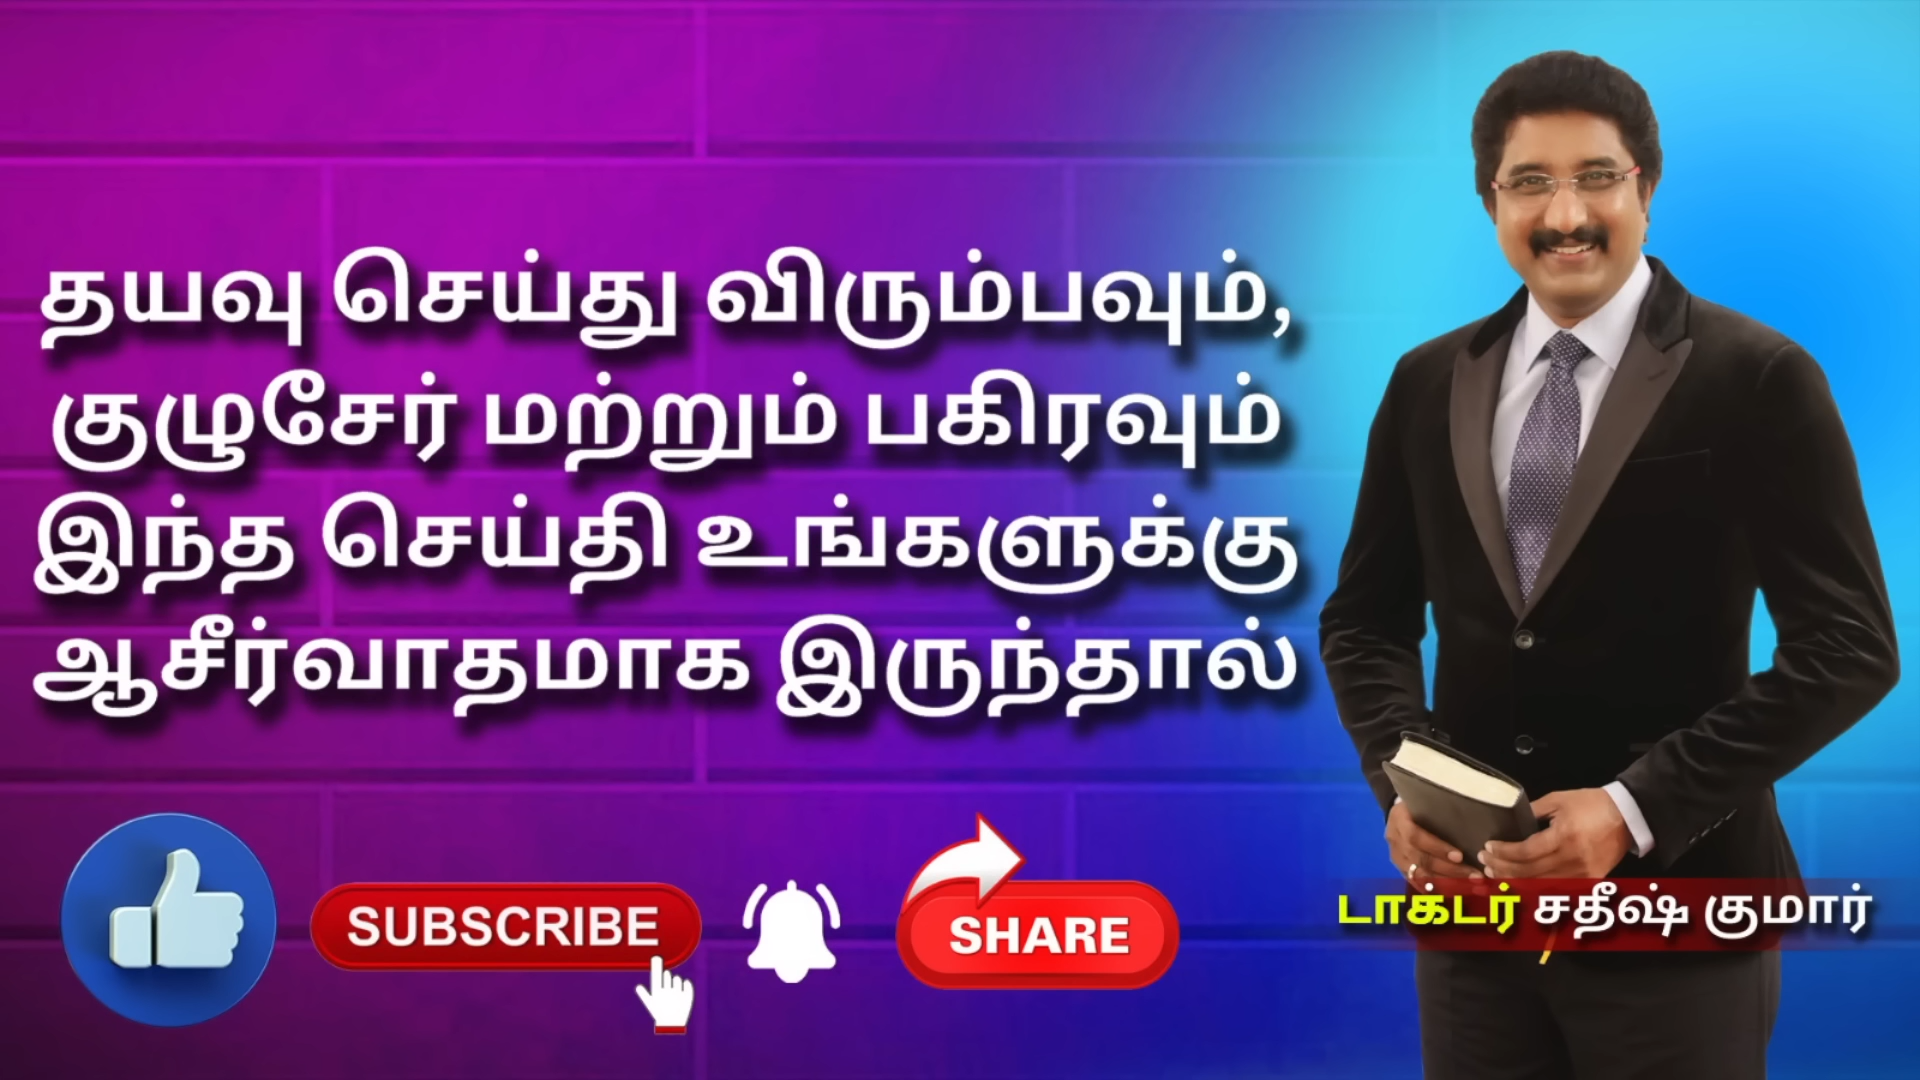 தயவு செய்து விரும்பவும்,
குழுசேர் மற்றும் பகிரவும்
இந்த செய்தி உங்களுக்கு
ஆசீர்வாதமாக இருந்தால்
SUBSCRIBE
SHARE
டாக்டர் சதீஷ் குமார்